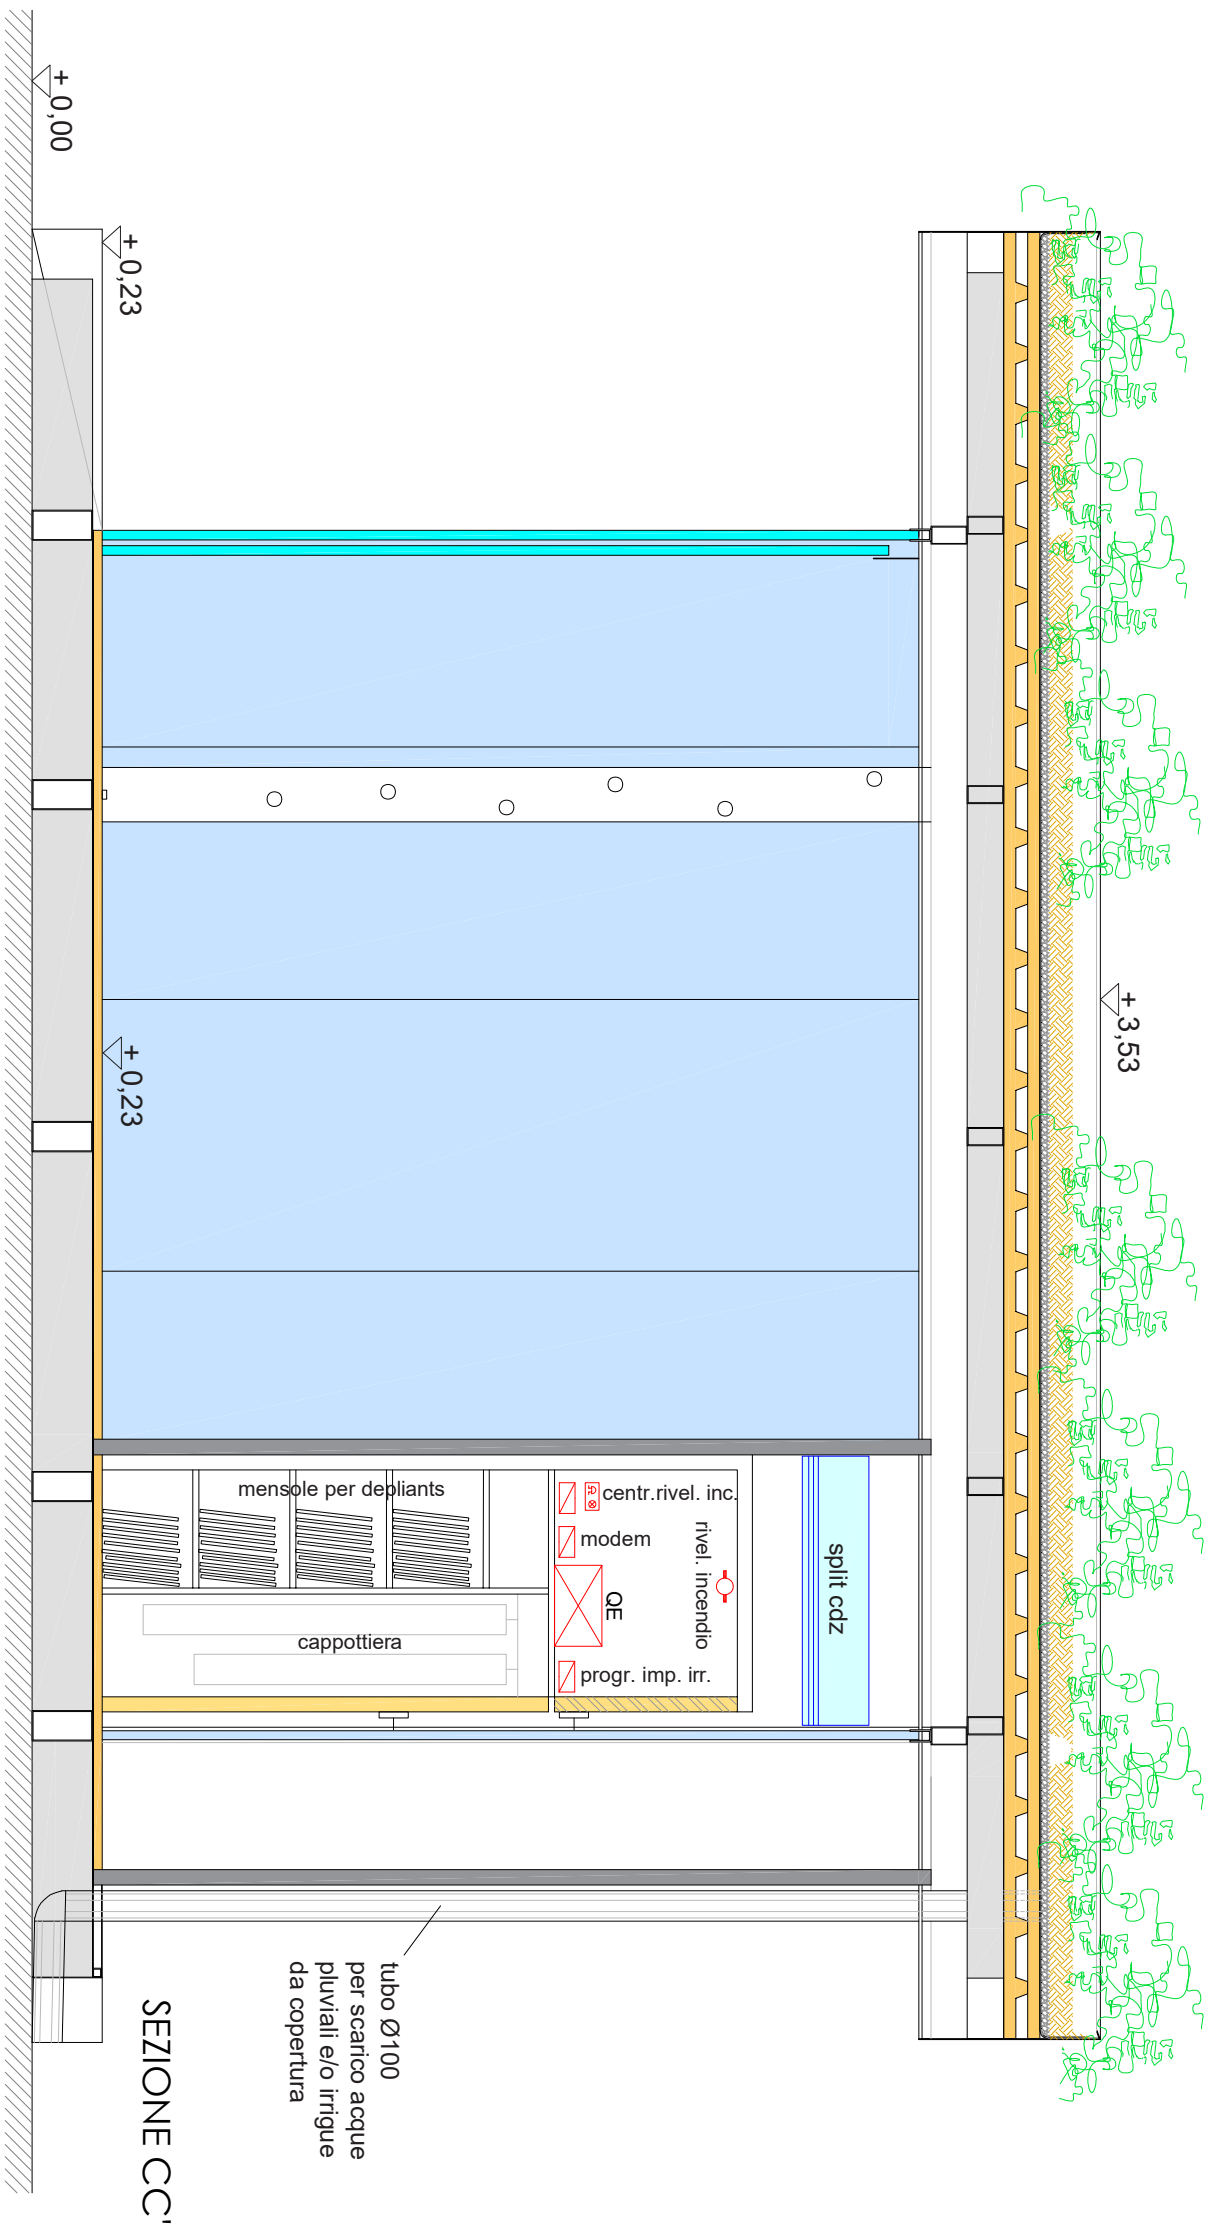 + 0,00
+ 0,23
+ 3,53
+ 0,23
mensole per depliants
centr.rivel. inc.
modem
rivel. incendio
QE
progr. imp. irr.
split cdz
cappottiera
tubo Ø100
per scarico acque
pluviali e/o irrigue
da copertura
SEZIONE CC'